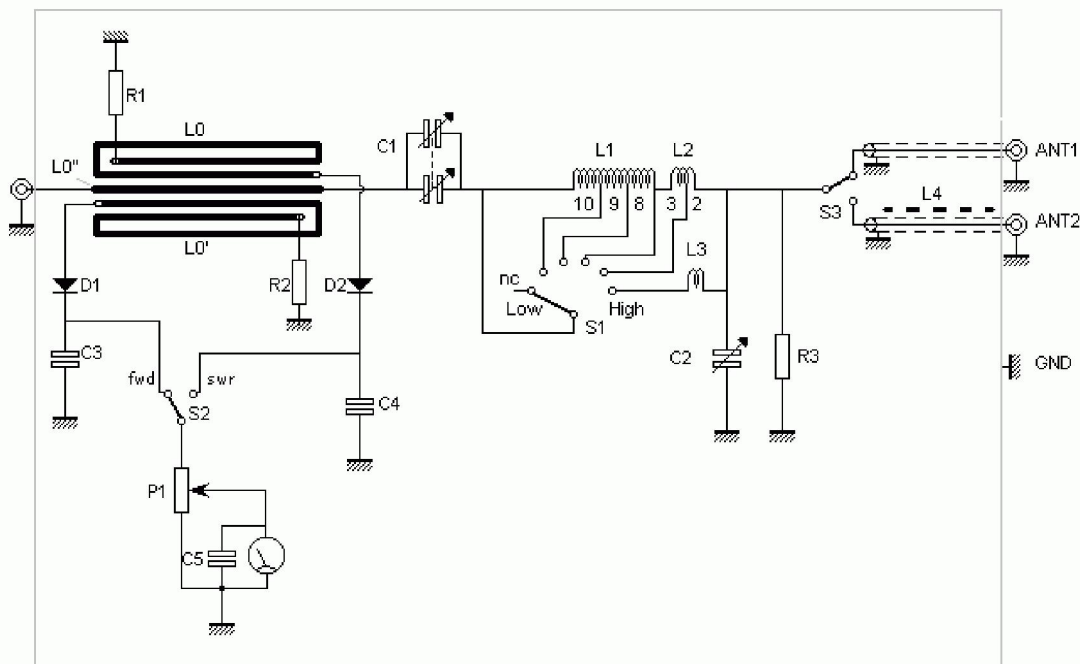 R1
L0
L0"
L0'
R2
D1
D2
C3
C4
fwd
swr
S2
P1
C5
C1
L1
L2
10 9 8 3 2
L3
nc
Low
High
S1
C2
R3
S3
L4
ANT1
ANT2
GND